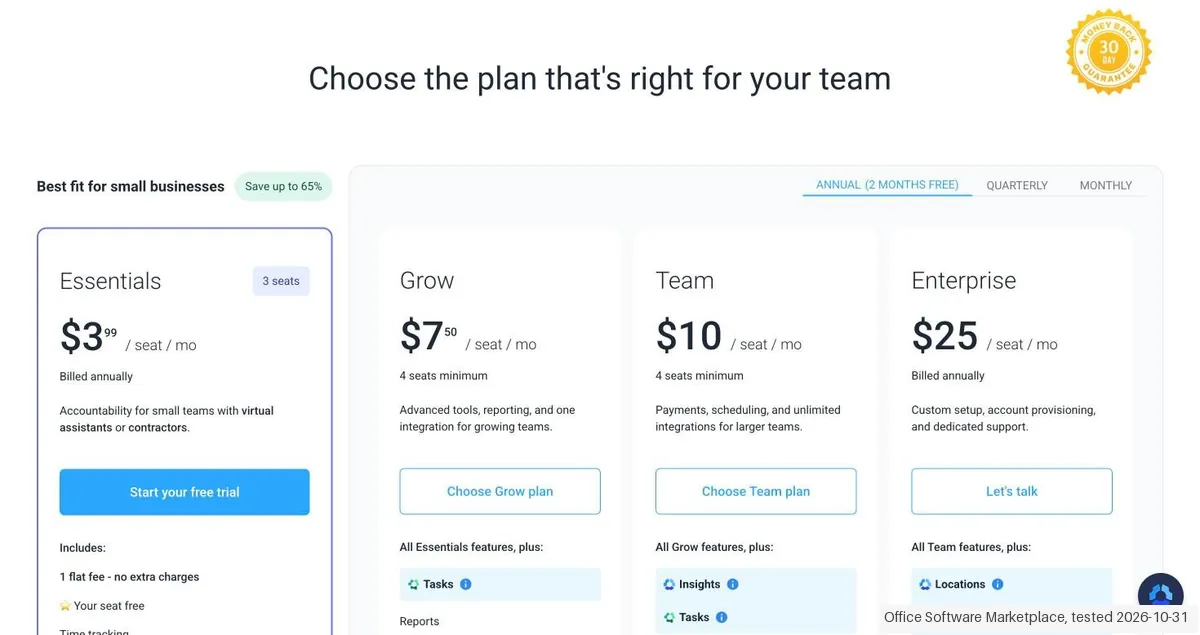 MONEY BACK
30
DAY
GUARANTEE
Choose the plan that's right for your team
Best fit for small businesses
Save up to 65%
ANNUAL (2 MONTHS FREE)
QUARTERLY
MONTHLY
Essentials
3 seats
$3 99 / seat / mo
Billed annually
Accountability for small teams with virtual
assistants or contractors.
Start your free trial
Includes:
1 flat fee - no extra charges
⭐ Your seat free
Time tracking
Grow
$7 50 / seat / mo
4 seats minimum
Advanced tools, reporting, and one
integration for growing teams.
Choose Grow plan
All Essentials features, plus:
Tasks
Reports
Team
$10 / seat / mo
4 seats minimum
Payments, scheduling, and unlimited
integrations for larger teams.
Choose Team plan
All Grow features, plus:
Insights
Tasks
Enterprise
$25 / seat / mo
Billed annually
Custom setup, account provisioning,
and dedicated support.
Let's talk
All Team features, plus:
Locations
Office Software Marketplace, tested 2026-10-31